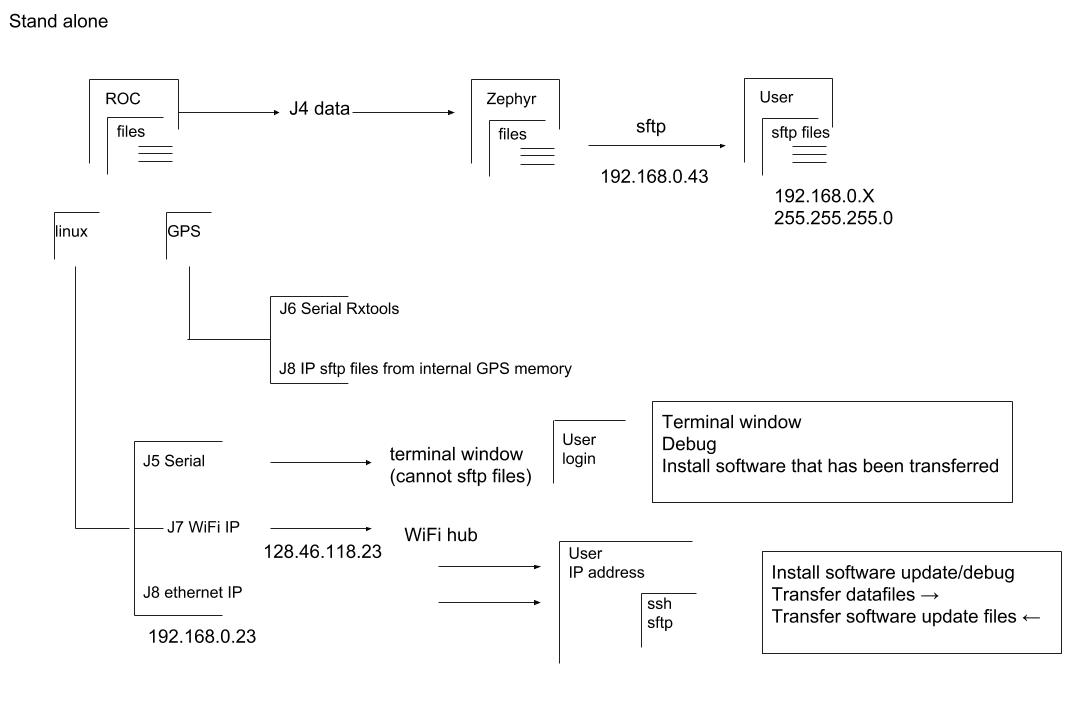 Stand alone
ROC
files
J4 data
Zephyr
files
sftp
192.168.0.43
User
sftp files
192.168.0.X
255.255.255.0
linux
GPS
J6 Serial Rxtools
J8 IP sftp files from internal GPS memory
J5 Serial
terminal window
(cannot sftp files)
User
login
Terminal window
Debug
Install software that has been transferred
J7 WiFi IP
128.46.118.23
WiFi hub
J8 ethernet IP
192.168.0.23
User
IP address
ssh
sftp
Install software update/debug
Transfer datafiles →
Transfer software update files ←